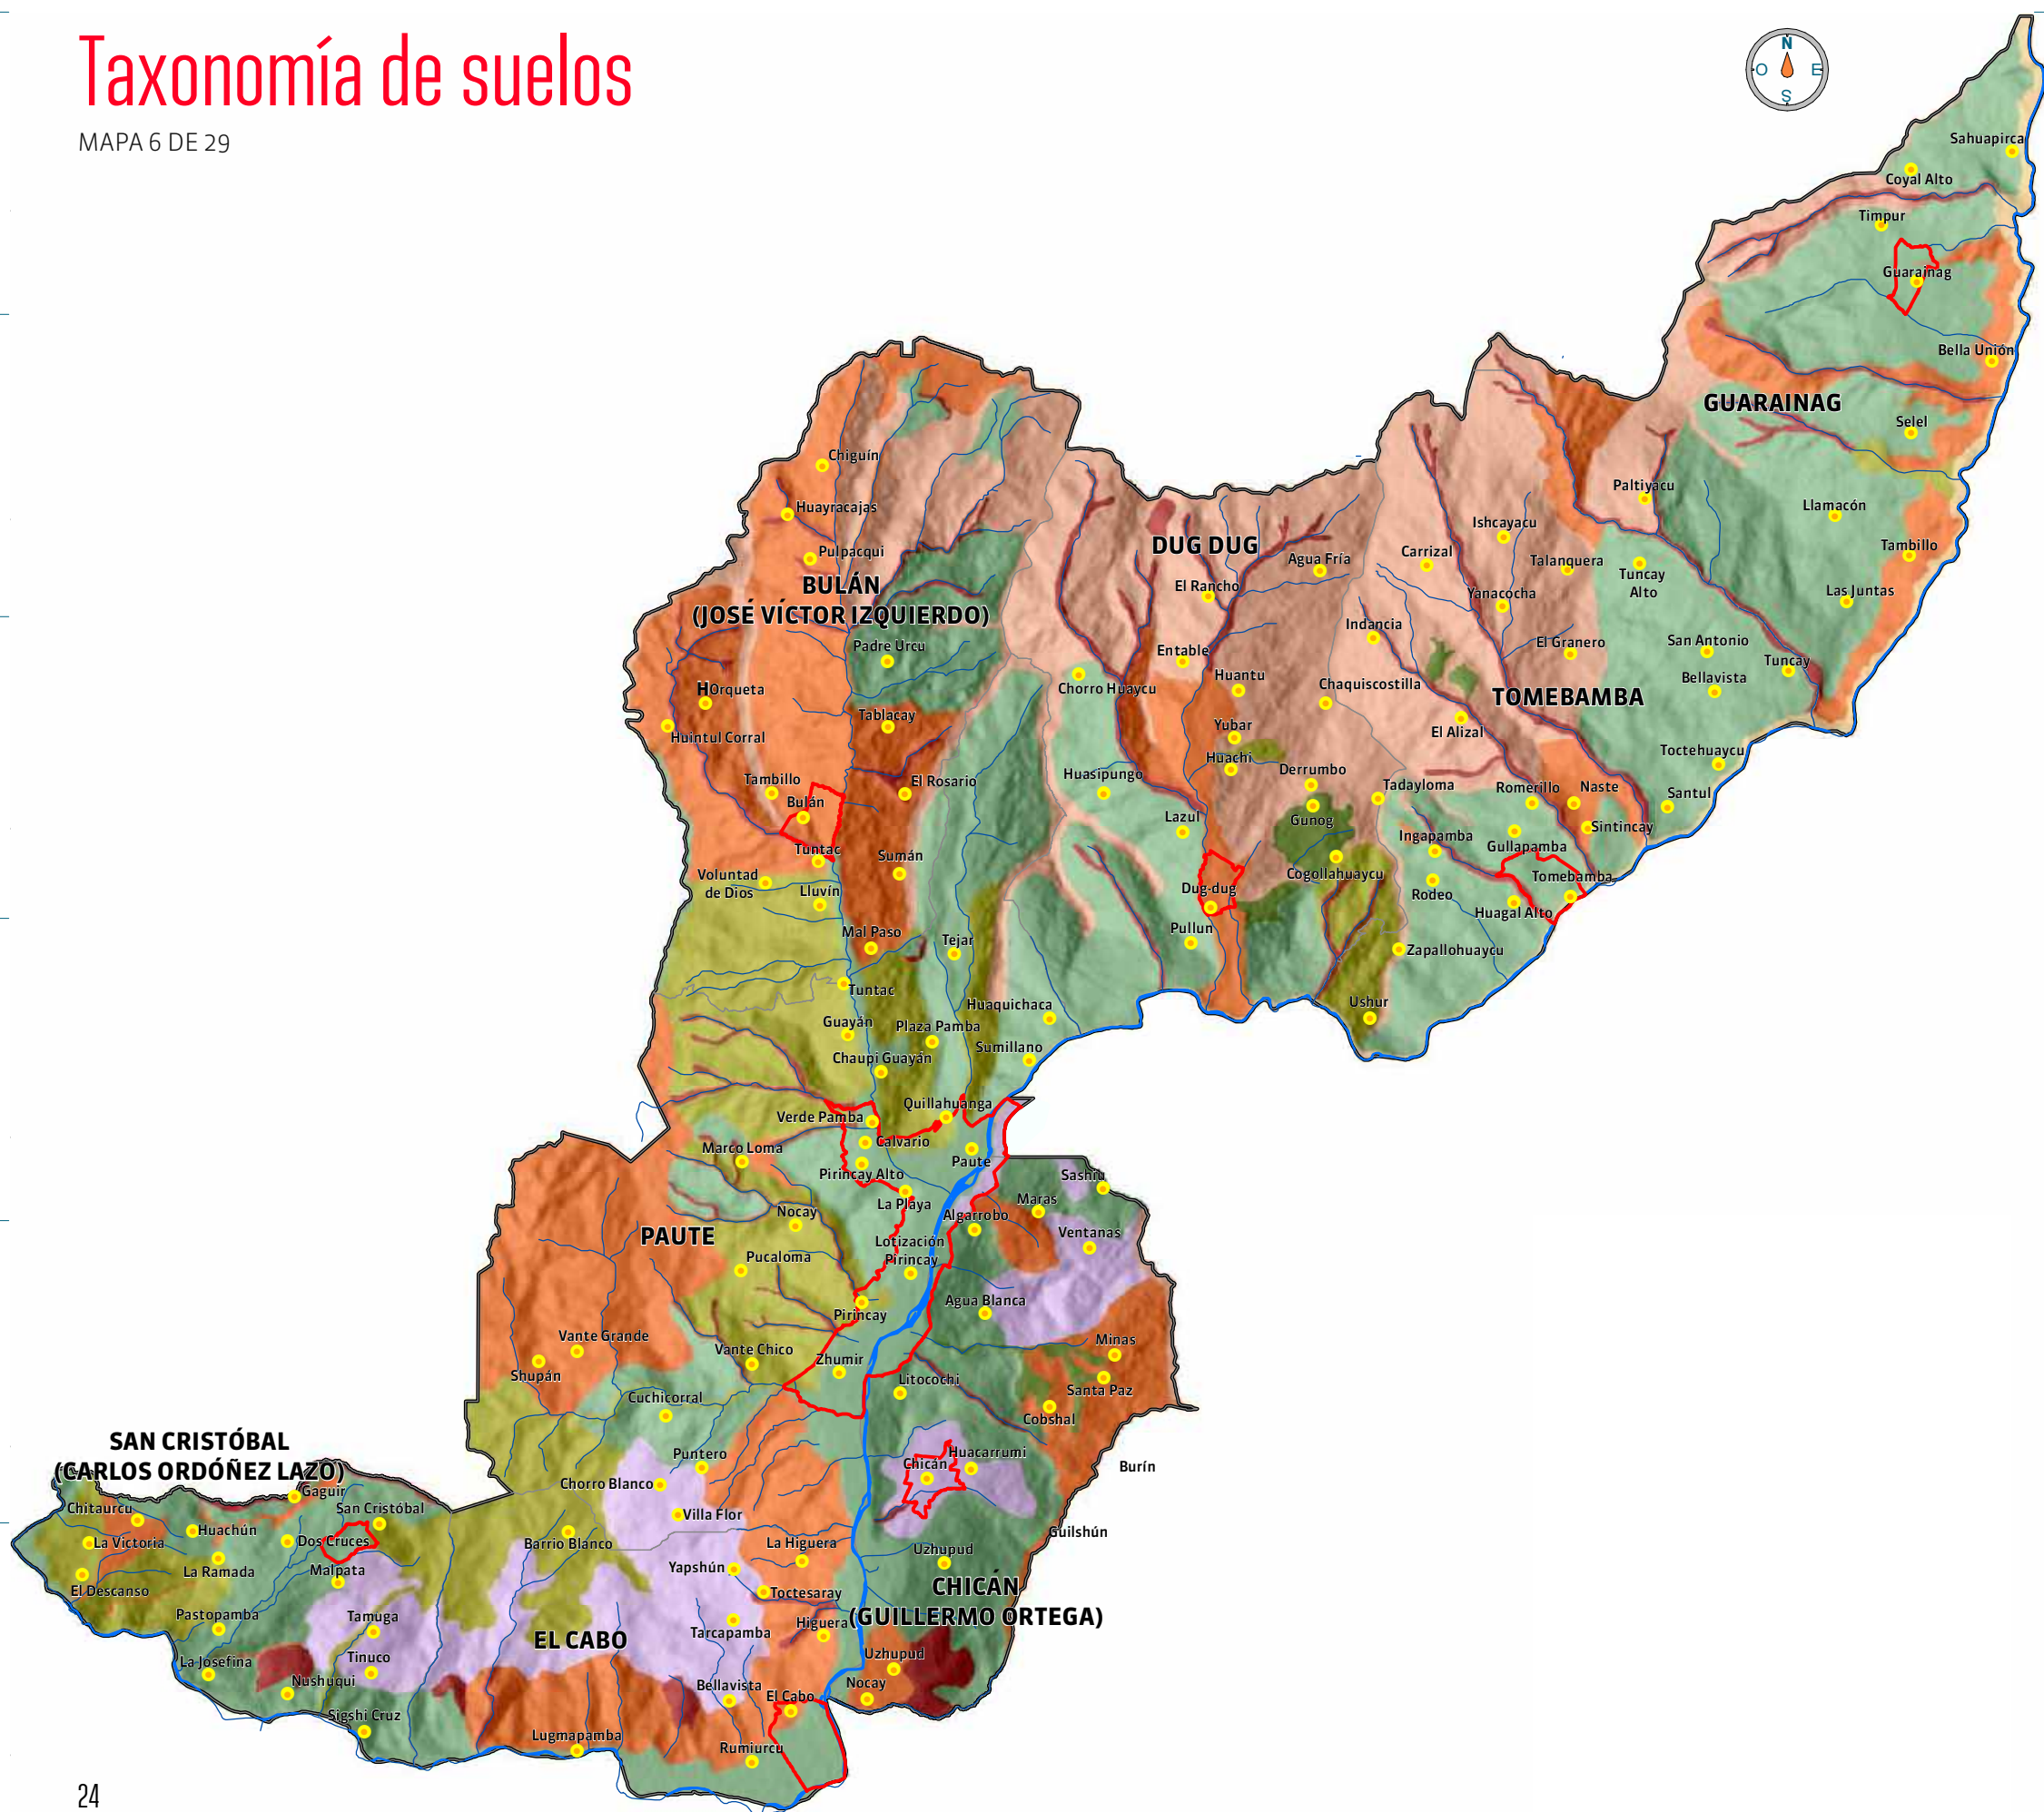 Taxonomía de suelos
MAPA 6 DE 29
N
O
E
S
Sahuapirca
Coyal Alto
Timpur
Guarainag
Bella Unión
GUARAINAG
Selel
Chiguín
Paltiyacu
Llamacón
Huayracajas
Ishcayacu
DUG DUG
Tambillo
Pulpacqui
Agua Fría
Carrizal
Talanquera
Tuncay
Alto
BULÁN
(JOSÉ VÍCTOR IZQUIERDO)
El Rancho
Yanacocha
Las Juntas
Indancia
Padre Urcu
Entable
El Granero
San Antonio
Tuncay
Bellavista
HOrqueta
Chorro Huaycu
Huantu
Chaquiscostilla
TOMEBAMBA
Tablacay
Yubar
El Alizal
Huintul Corral
Huachi
Toctehuaycu
Tambillo
El Rosario
Huasipungo
Derrumbo
Tadayloma
Romerillo
Naste
Santul
Bulán
Lazul
Gunog
Ingapamba
Sintincay
Gullapamba
Tuntac
Sumán
Voluntad
de Dios
Lluvín
Dug-dug
Cogollahuaycu
Rodeo
Tomebamba
Huagal Alto
Mal Paso
Tejar
Pullun
Zapallohuaycu
Tuntac
Huaquichaca
Ushur
Guayán
Plaza Pamba
Chaupi Guayán
Sumillano
Quillahuanga
Verde Pamba
Calvario
Marco Loma
Paute
Pirincay Alto
Sashiu
La Playa
Maras
Nocay
Algarrobo
PAUTE
Ventanas
Lotización
Pirincay
Pucaloma
Agua Blanca
Pirincay
Vante Grande
Minas
Vante Chico
Zhumir
Shupán
Litocochi
Santa Paz
Cuchicorral
Cobshal
SAN CRISTÓBAL
(CARLOS ORDÓÑEZ LAZO)
Puntero
Huacarrumi
Chicán
Burín
Chorro Blanco
Gaguir
Chitaurcu
San Cristóbal
Villa Flor
Huachún
Guilshún
La Victoria
Dos Cruces
Barrio Blanco
La Higuera
Uzhupud
La Ramada
Malpata
Yapshún
El Descanso
Toctesaray
CHICÁN
(GUILLERMO ORTEGA)
Pastopamba
Tamuga
Tarcapamba
Higuera
EL CABO
La Josefina
Tinuco
Uzhupud
Nushuqui
Bellavista
El Cabo
Nocay
Sigshi Cruz
Lugmapamba
Rumiurcu
24